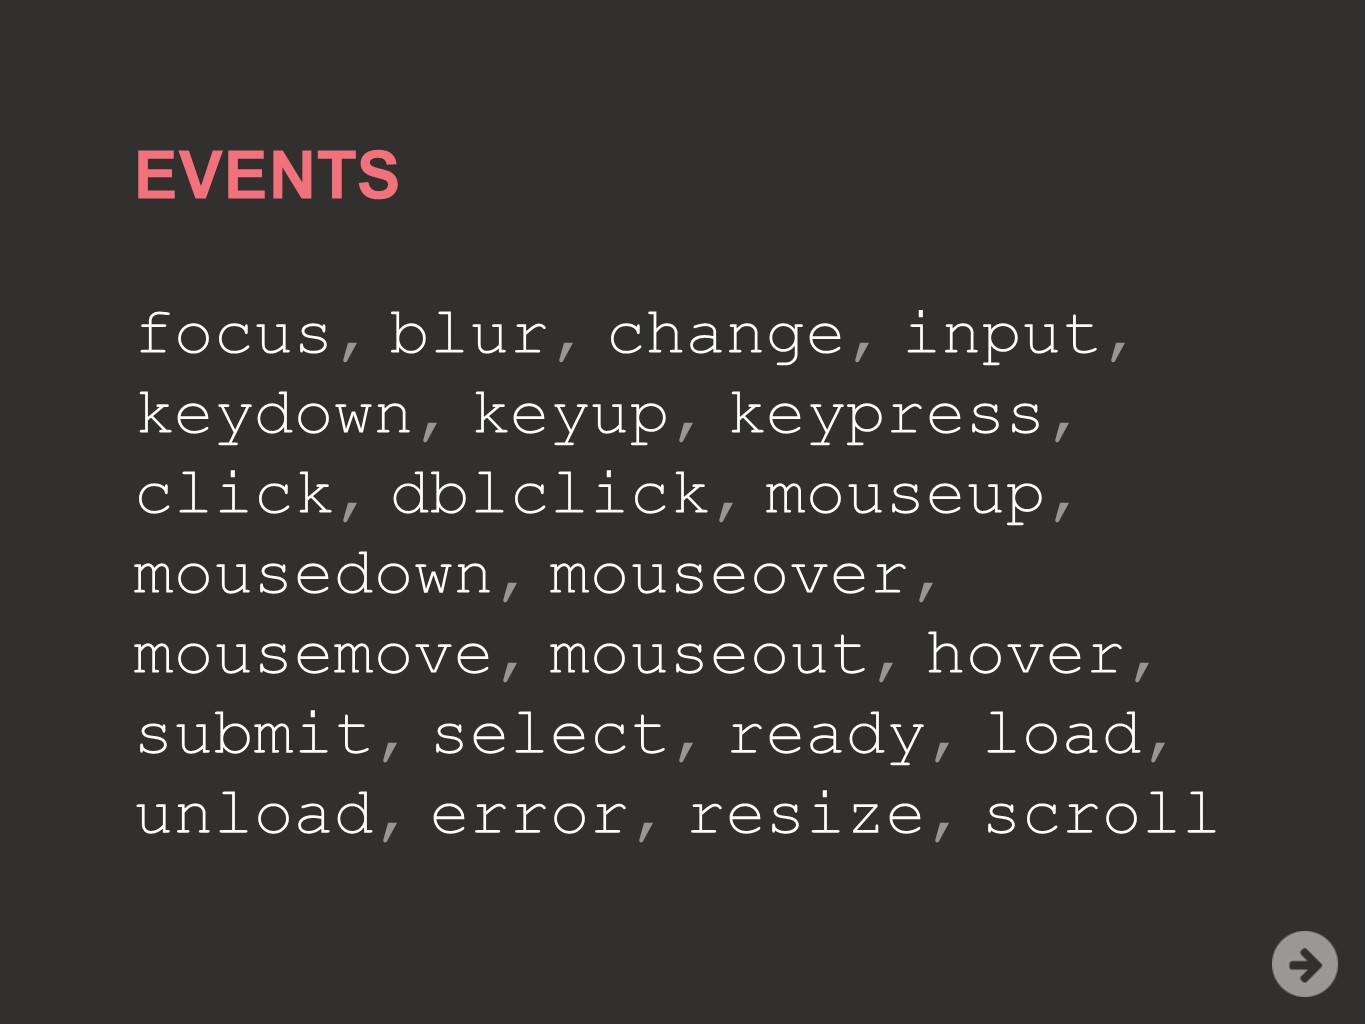 EVENTS
focus, blur, change, input,
keydown, keyup, keypress,
click, dblclick, mouseup,
mousedown, mouseover,
mousemove, mouseout, hover,
submit, select, ready, load,
unload, error, resize, scroll